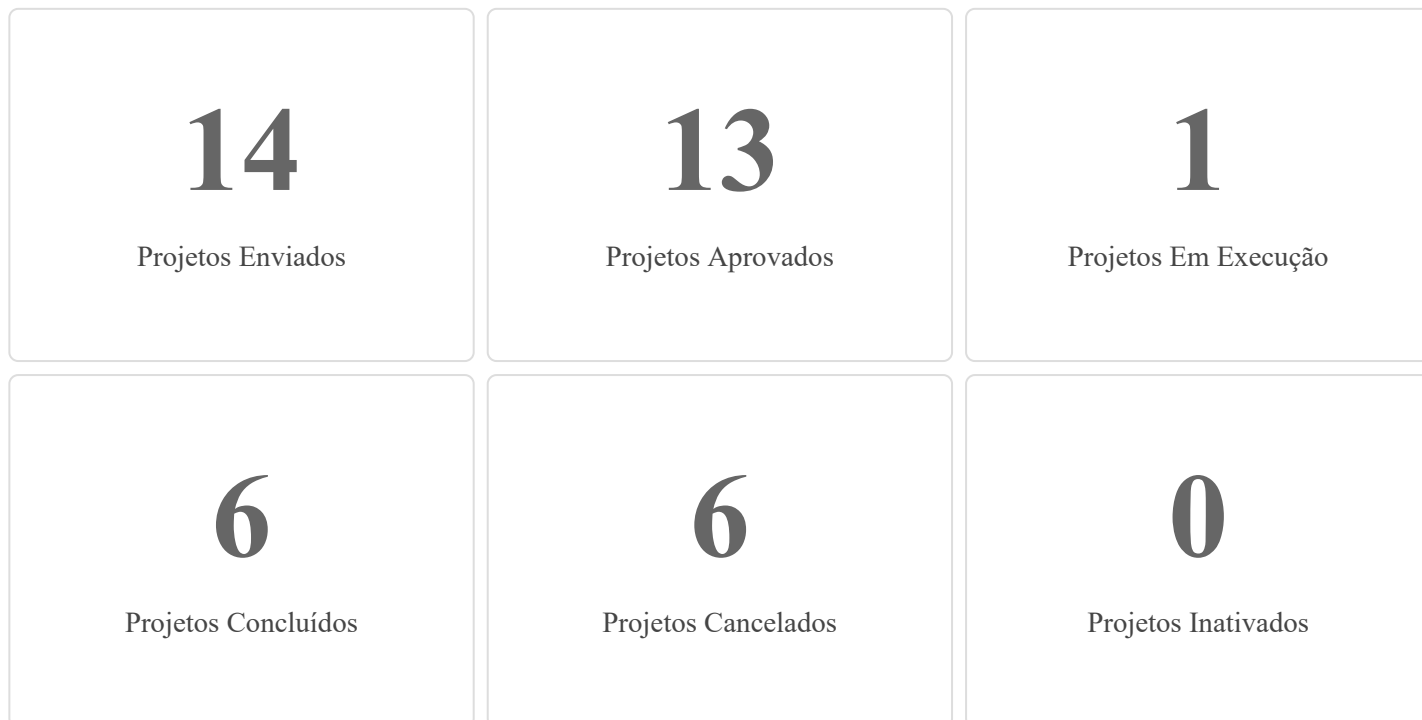 14
13
1
Projetos Enviados
Projetos Aprovados
Projetos Em Execução
6
6
0
Projetos Concluídos
Projetos Cancelados
Projetos Inativados